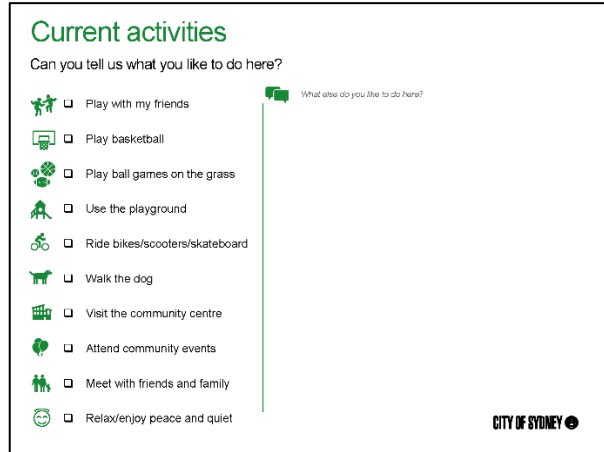 Current activities
Can you tell us what you like to do here?
Play with my friends
Play basketball
Play ball games on the grass
Use the playground
Ride bikes/scooters/skateboard
Walk the dog
Visit the community centre
Attend community events
Meet with friends and family
Relax/enjoy peace and quiet
What else do you like to do here?
CITY OF SYDNEY